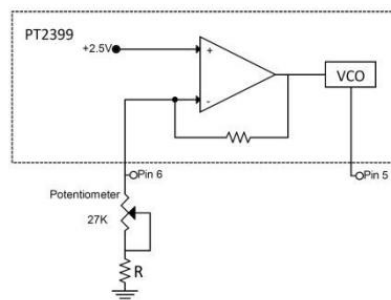 PT2399
+2.5V
+
-
VCO
Pin 6
Pin 5
Potentiometer
27K
R